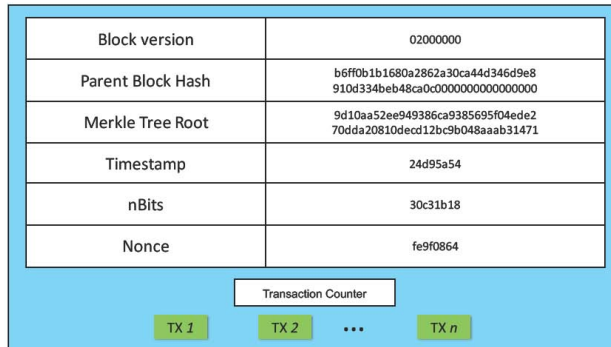 Block version 02000000
Parent Block Hash b6ff0b1b1680a2862a30ca44d346d9e8
910d334beb48ca0c0000000000000000
Merkle Tree Root 9d10aa52ee949386ca9385695f04ede2
70dda20810decd12bc9b048aaab31471
Timestamp 24d95a54
nBits 30c31b18
Nonce fe9f0864
Transaction Counter
TX 1 TX 2 ••• TX n